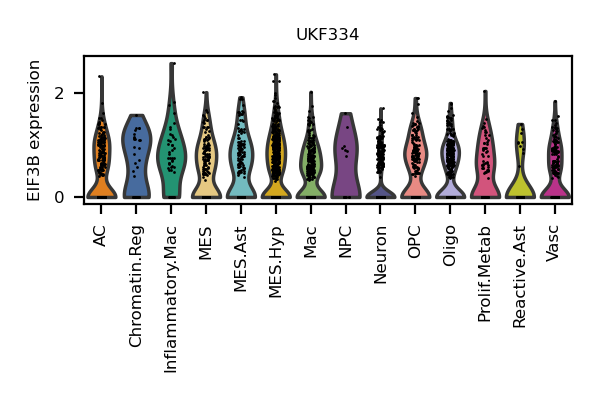 UKF334
EIF3B expression
2
0
AC
Chromatin.Reg
Inflammatory.Mac
MES
MES.Ast
MES.Hyp
Mac
NPC
Neuron
OPC
Oligo
Prolif.Metab
Reactive.Ast
Vasc